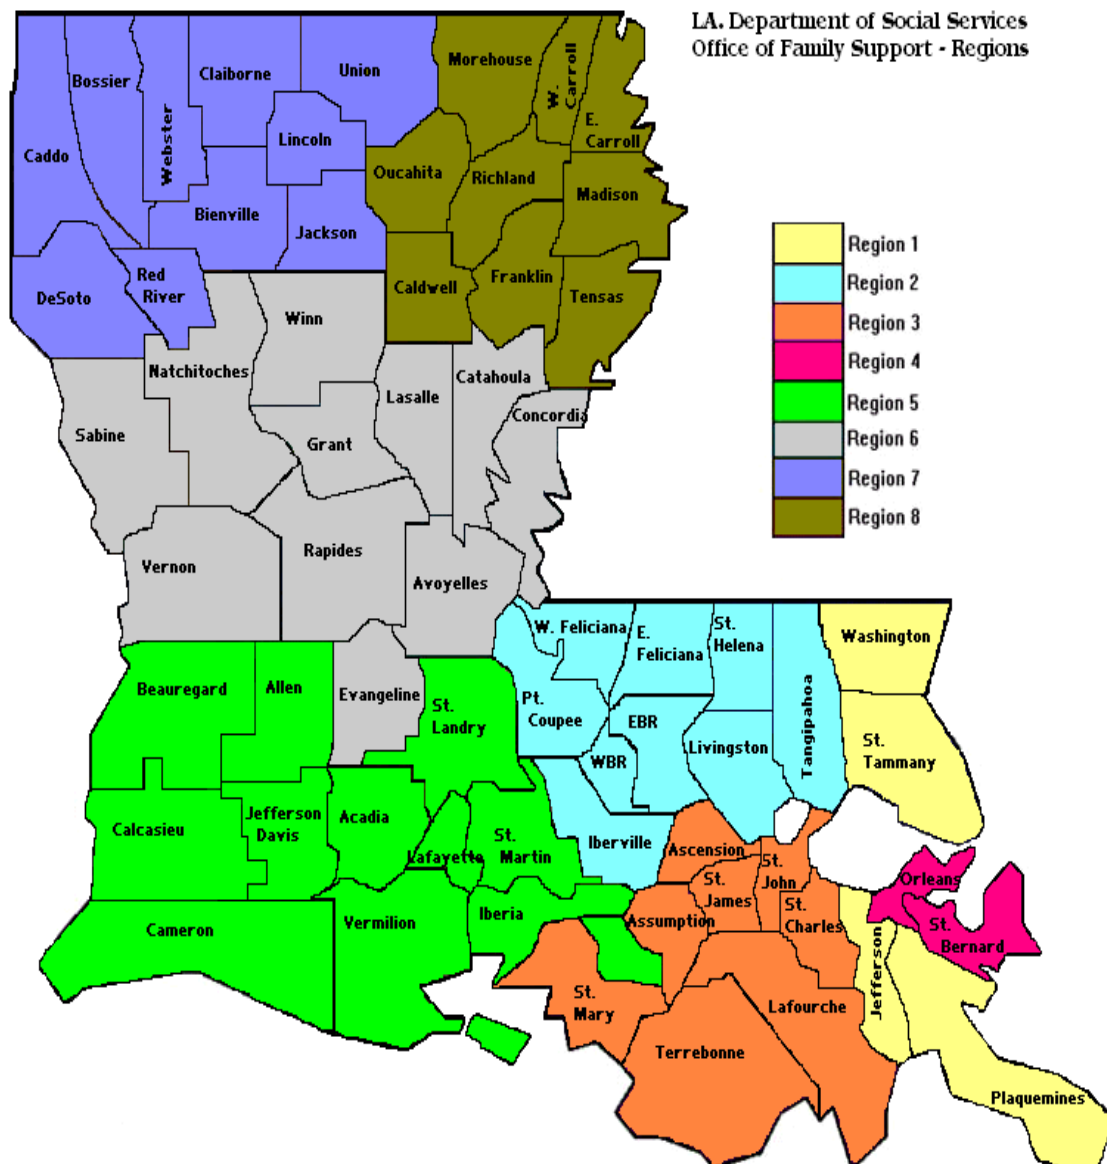 LA. Department of Social Services
Office of Family Support - Regions
Morehouse
W. Carroll
Union
Claiborne
Bossier
Webster
E.
Carroll
Lincoln
Caddo
Oucahita
Richland
Madison
Bienville
Jackson
Region 1
Region 2
Region 3
Region 4
Region 5
Region 6
Region 7
Region 8
Red
River
Franklin
Caldwell
DeSoto
Tensas
Winn
Natchitoches
Catahoula
Lasalle
Concordia
Sabine
Grant
Rapides
Vernon
Avoyelles
W. Feliciana
E.
Feliciana
St.
Helena
Washington
Beauregard
Allen
Evangeline
St.
Landry
Pt.
Coupee
EBR
WBR
Livingston
Tangipahoa
St.
Tammany
Calcasieu
Jefferson
Davis
Acadia
Lafayette
St.
Martin
Iberville
Ascension
St.
James
St.
John
St.
Charles
Orleans
St.
Bernard
Cameron
Vermilion
Iberia
Assumption
Jefferson
St.
Mary
Lafourche
Terrebonne
Plaquemines